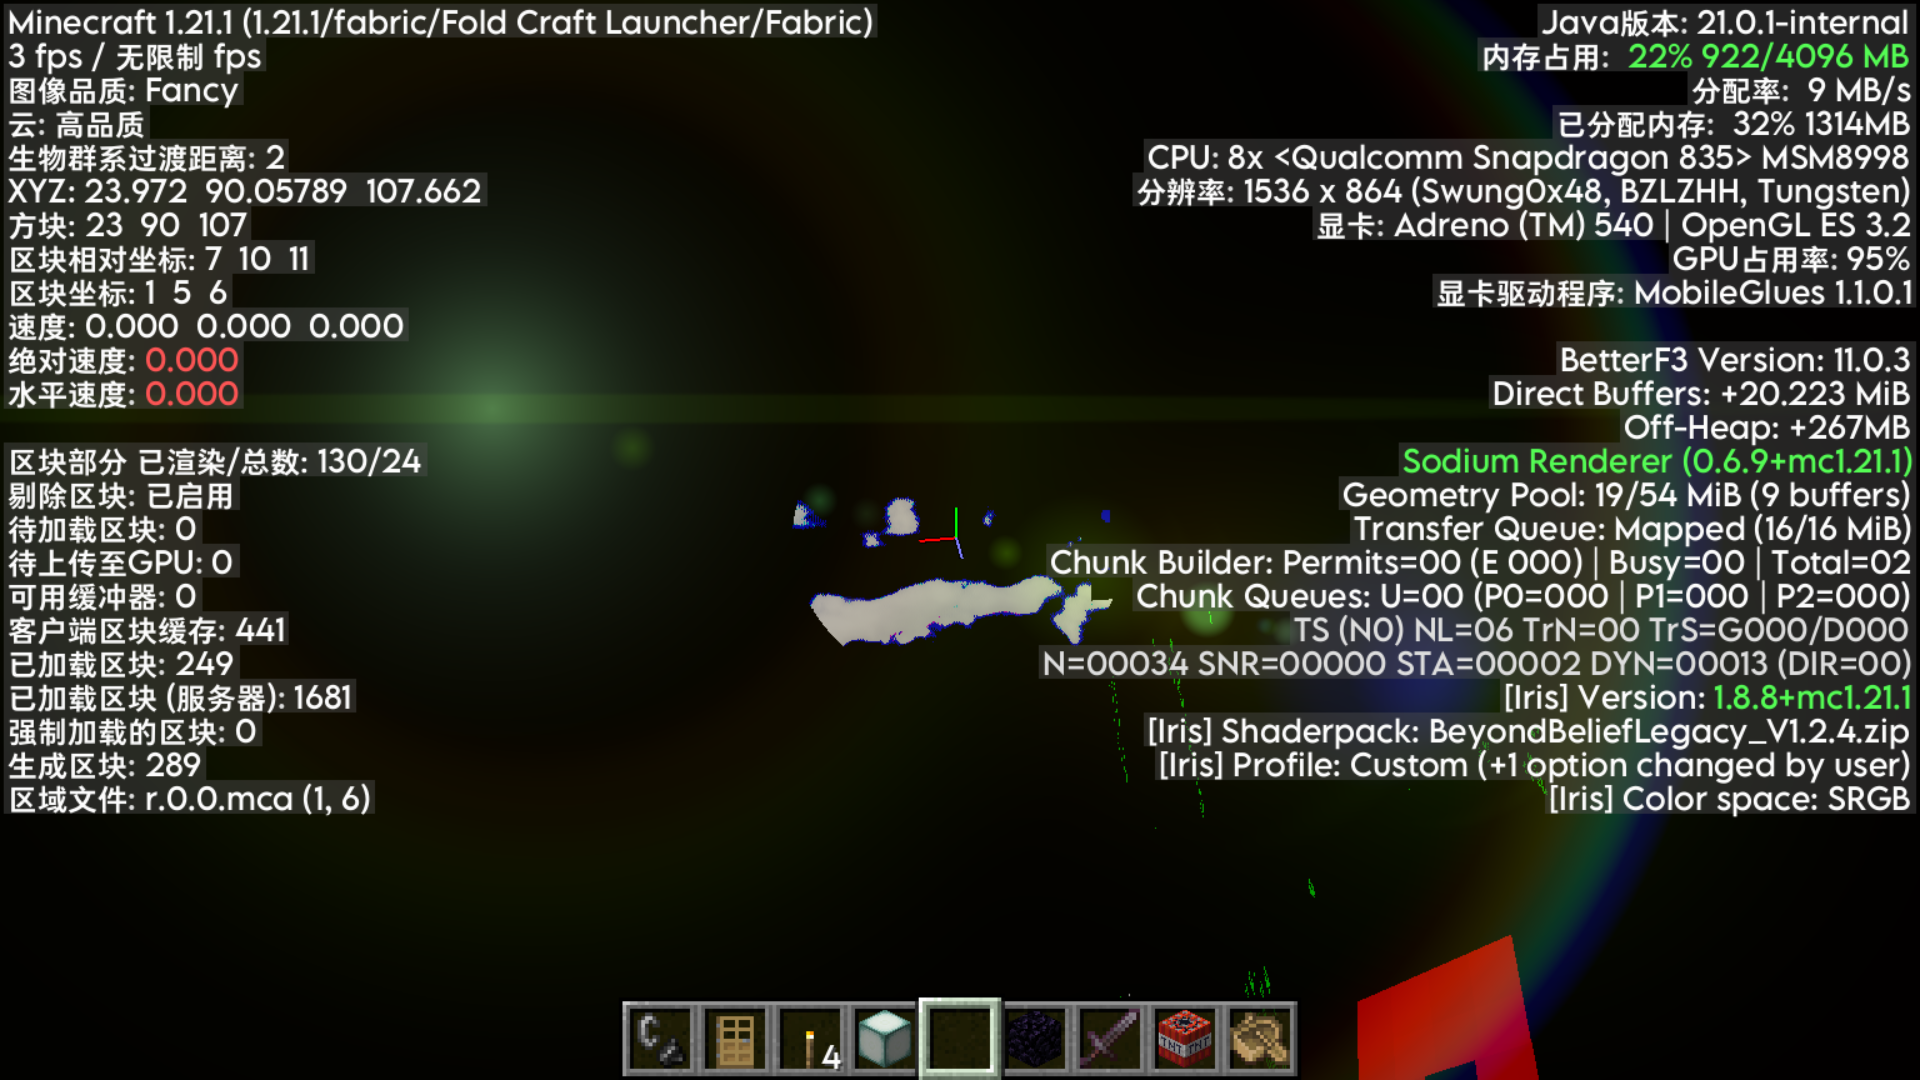 Minecraft 1.21.1 (1.21.1/fabric/Fold Craft Launcher/Fabric)
3 fps / 无限制 fps
图像品质: Fancy
云: 高品质
生物群系过渡距离: 2
XYZ: 23.972 90.05789 107.662
方块: 23 90 107
区块相对坐标: 7 10 11
区块坐标: 1 5 6
速度: 0.000 0.000 0.000
绝对速度: 0.000
水平速度: 0.000
区块部分 已渲染/总数: 130/24
剔除区块: 已启用
待加载区块: 0
待上传至GPU: 0
可用缓冲器: 0
客户端区块缓存: 441
已加载区块: 249
已加载区块 (服务器): 1681
强制加载的区块: 0
生成区块: 289
区域文件: r.0.0.mca (1, 6)
Java版本: 21.0.1-internal
内存占用: 22% 922/4096 MB
分配率: 9 MB/s
已分配内存: 32% 1314MB
CPU: 8x <Qualcomm Snapdragon 835> MSM8998
分辨率: 1536 x 864 (Swung0x48, BZLZHH, Tungsten)
显卡: Adreno (TM) 540 | OpenGL ES 3.2
GPU占用率: 95%
显卡驱动程序: MobileGlues 1.1.0.1
BetterF3 Version: 11.0.3
Direct Buffers: +20.223 MiB
Off-Heap: +267MB
Sodium Renderer (0.6.9+mc1.21.1)
Geometry Pool: 19/54 MiB (9 buffers)
Transfer Queue: Mapped (16/16 MiB)
Chunk Builder: Permits=00 (E 000) | Busy=00 | Total=02
Chunk Queues: U=00 (P0=000 | P1=000 | P2=000)
TS (N0) NL=06 TrN=00 TrS=G000/D000
N=00034 SNR=00000 STA=00002 DYN=00013 (DIR=00)
[Iris] Version: 1.8.8+mc1.21.1
[Iris] Shaderpack: BeyondBeliefLegacy_V1.2.4.zip
[Iris] Profile: Custom (+1 option changed by user)
[Iris] Color space: SRGB
4
TNT TNT